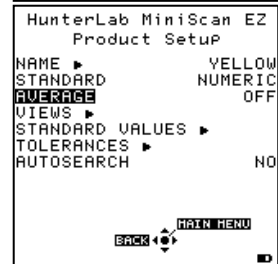 HunterLab MiniScan EZ
Product Setup
NAME ► YELLOW
STANDARD NUMERIC
AVERAGE OFF
VIEWS ►
STANDARD VALUES ►
TOLERANCES ►
AUTOSEARCH NO
MAIN MENU
BACK